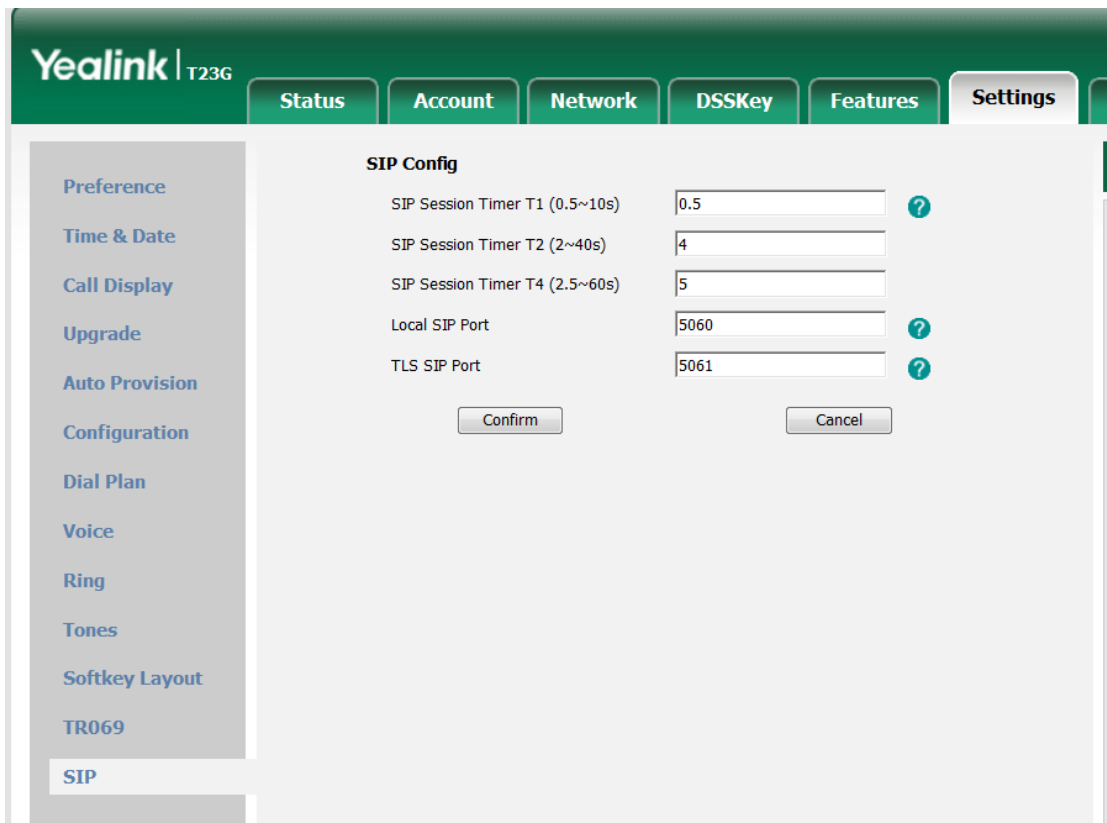 Yealink | T23G
Status Account Network DSSKey Features Settings
Preference
Time & Date
Call Display
Upgrade
Auto Provision
Configuration
Dial Plan
Voice
Ring
Tones
Softkey Layout
TR069
SIP
SIP Config
SIP Session Timer T1 (0.5~10s) 0.5 ?
SIP Session Timer T2 (2~40s) 4
SIP Session Timer T4 (2.5~60s) 5
Local SIP Port 5060 ?
TLS SIP Port 5061 ?
Confirm Cancel